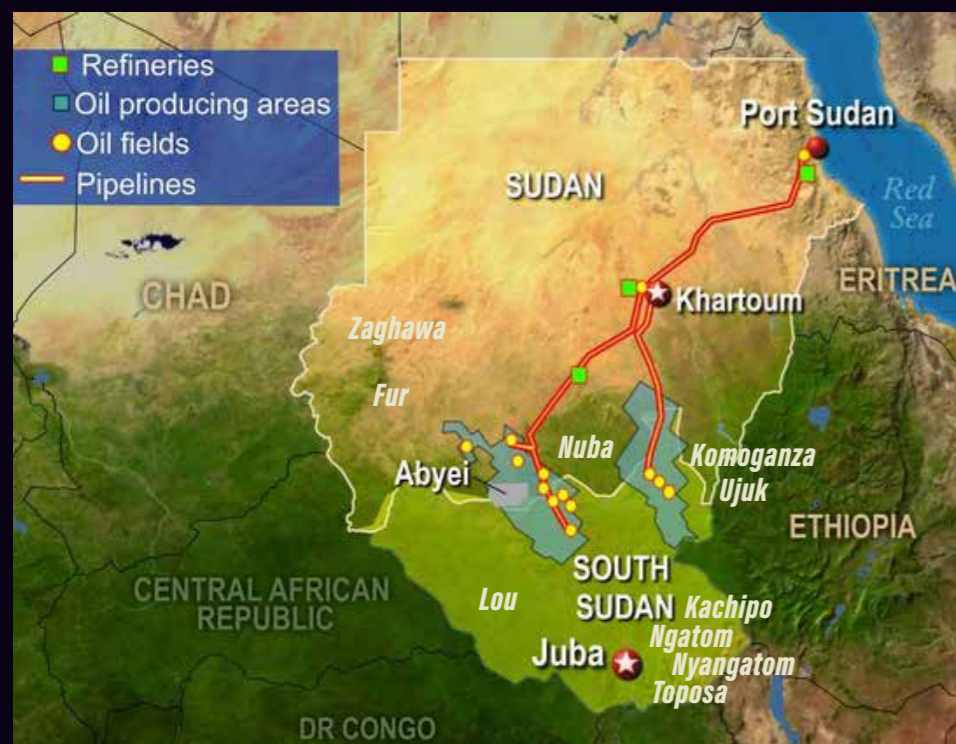 Refineries
Oil producing areas
Oil fields
Pipelines
Port Sudan
SUDAN
Red
Sea
CHAD
ERITREA
Khartoum
Zaghawa
Fur
Nuba
Komoganza
Abyei
Ujuk
ETHIOPIA
SOUTH
SUDAN
CENTRAL AFRICAN
REPUBLIC
Lou
Kachipo
Ngatom
Juba
Nyangatom
Toposa
DR CONGO